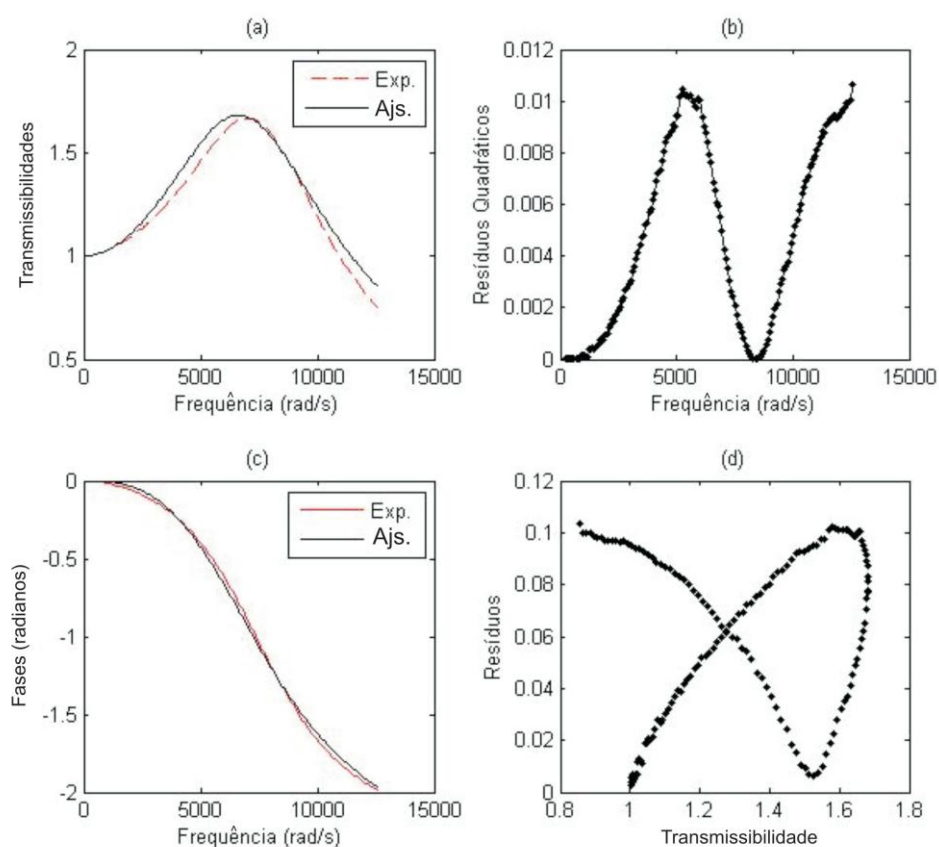 (a)
2
1.5
1
0.5
0
5000
10000
15000
Transmissibilidades
Frequência (rad/s)
Exp.
Ajs.
(b)
0.012
0.01
0.008
0.006
0.004
0.002
0
0
5000
10000
15000
Resíduos Quadráticos
Frequência (rad/s)
(c)
0
-0.5
-1
-1.5
-2
0
5000
10000
15000
Fases (radianos)
Frequência (rad/s)
Exp.
Ajs.
(d)
0.12
0.1
0.08
0.06
0.04
0.02
0
0.8
1
1.2
1.4
1.6
1.8
Resíduos
Transmissibilidade